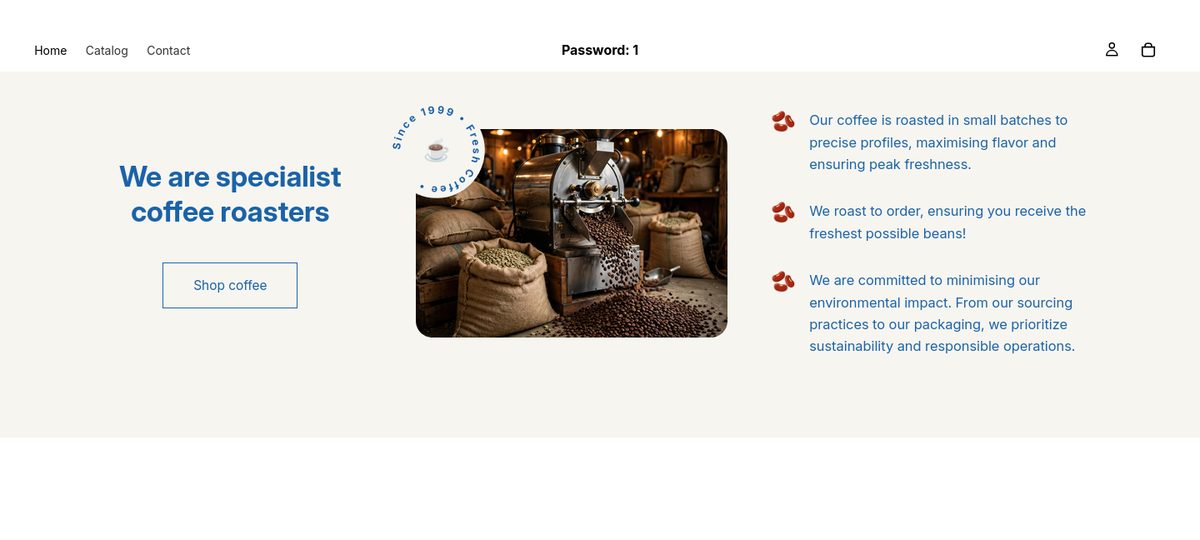 Home Catalog Contact
Password: 1
We are specialist
coffee roasters
Shop coffee
Since 1999 • Fresh Coffee •
Our coffee is roasted in small batches to
precise profiles, maximising flavor and
ensuring peak freshness.
We roast to order, ensuring you receive the
freshest possible beans!
We are committed to minimising our
environmental impact. From our sourcing
practices to our packaging, we prioritize
sustainability and responsible operations.